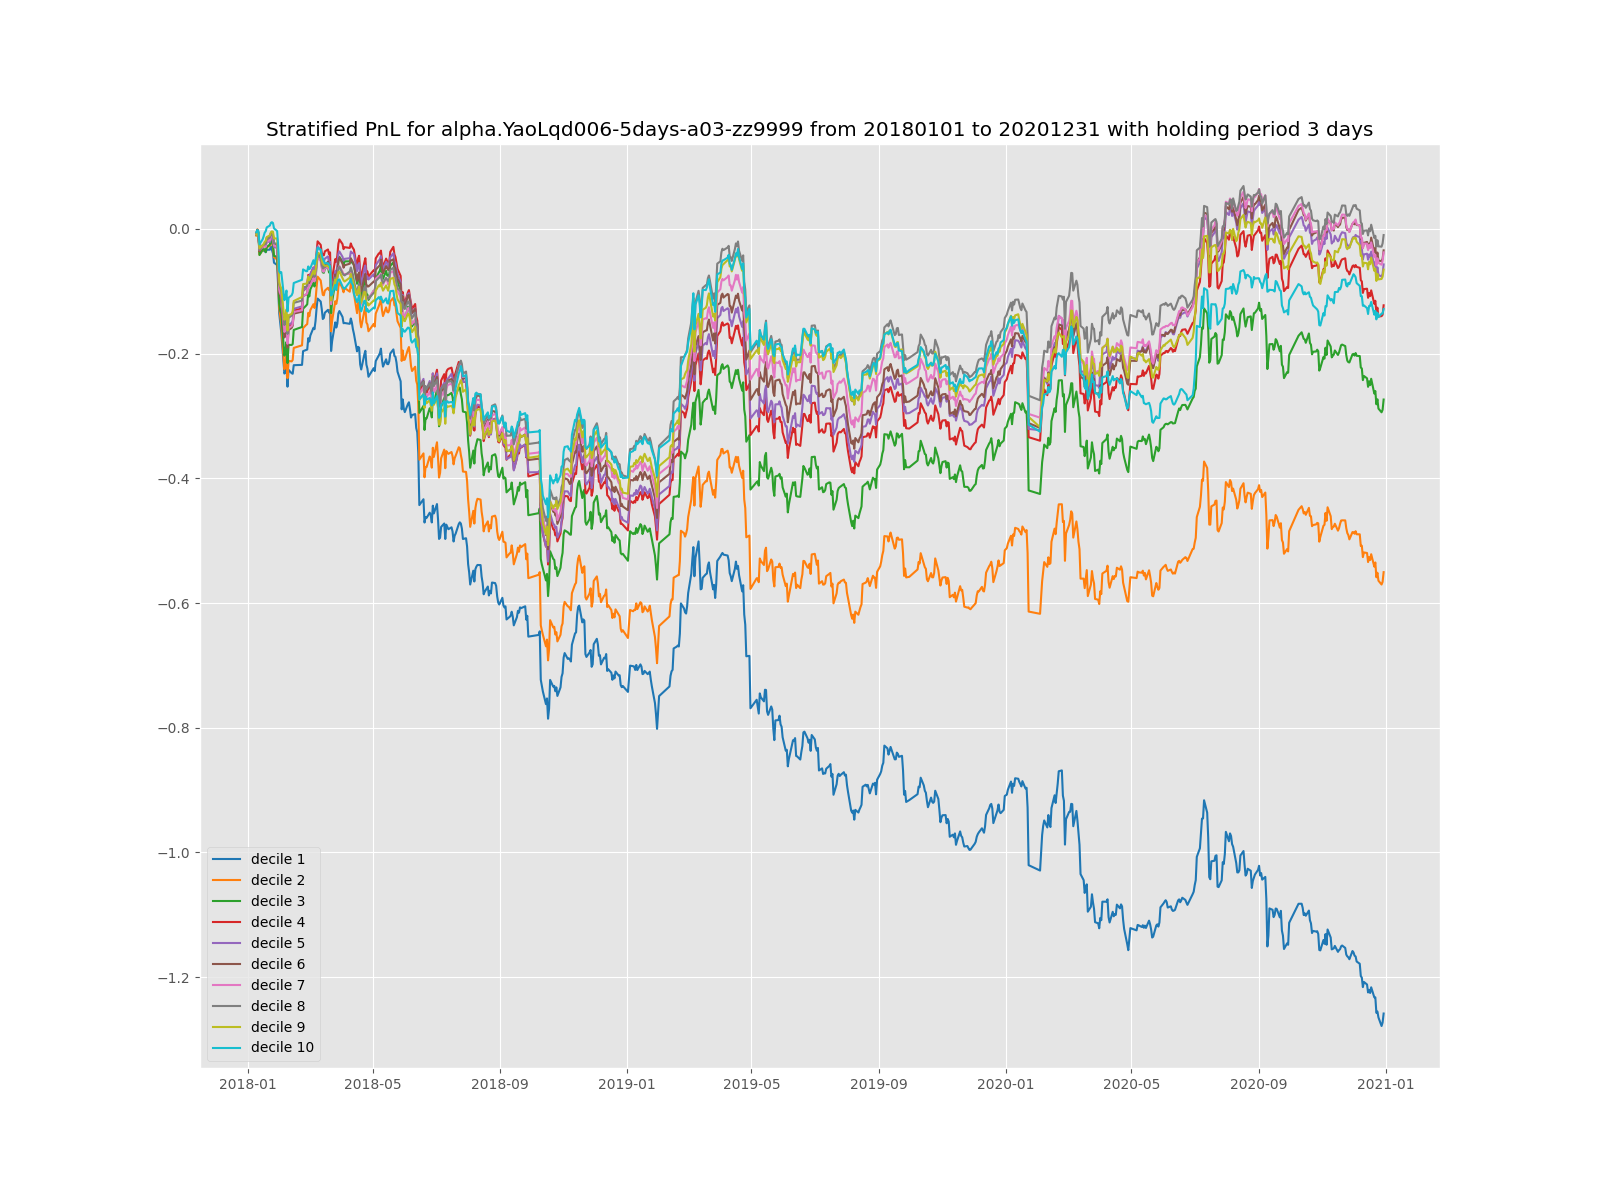 Stratified PnL for alpha.YaoLqd006-5days-a03-zz9999 from 20180101 to 20201231 with holding period 3 days
0.0
−0.2
−0.4
−0.6
−0.8
−1.0
−1.2
decile 1
decile 2
decile 3
decile 4
decile 5
decile 6
decile 7
decile 8
decile 9
decile 10
2018-01 2018-05 2018-09 2019-01 2019-05 2019-09 2020-01 2020-05 2020-09 2021-01